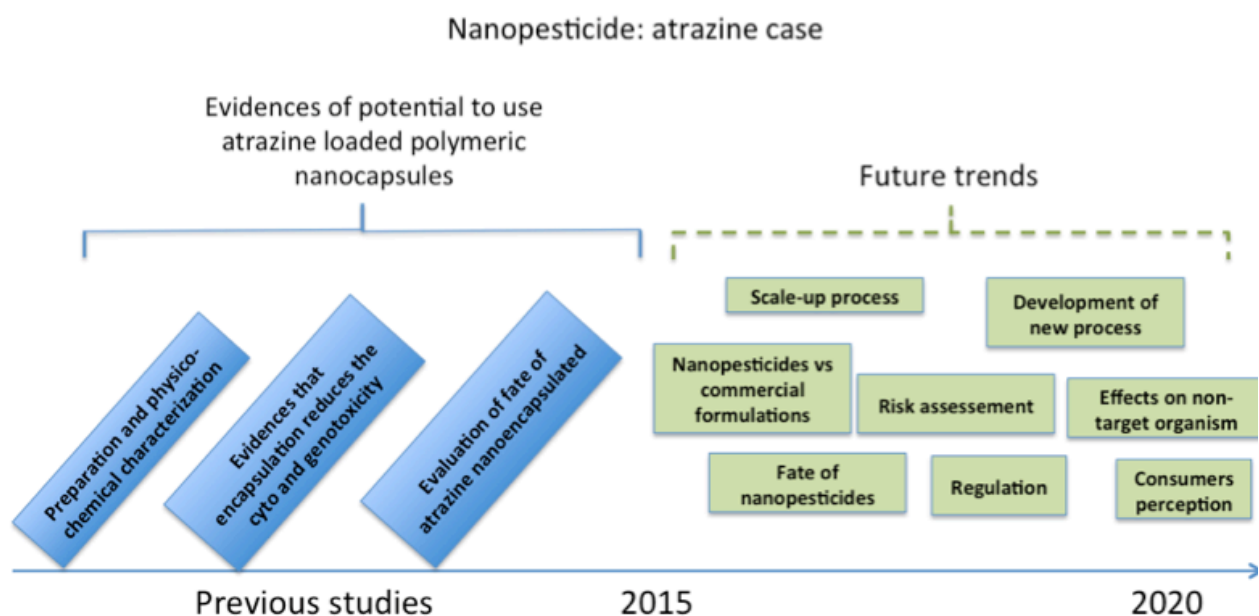 Nanopesticide: atrazine case
Evidences of potential to use
atrazine loaded polymeric
nanocapsules
Future trends
Preparation and physico-
chemical characterization
Evidences that
encapsulation reduces the
cyto and genotoxicity
Evaluation of fate of
atrazine nanoencapsulated
Scale-up process
Development of
new process
Nanopesticides vs
commercial
formulations
Risk assessement
Effects on non-
target organism
Fate of
nanopesticides
Regulation
Consumers
perception
Previous studies
2015
2020